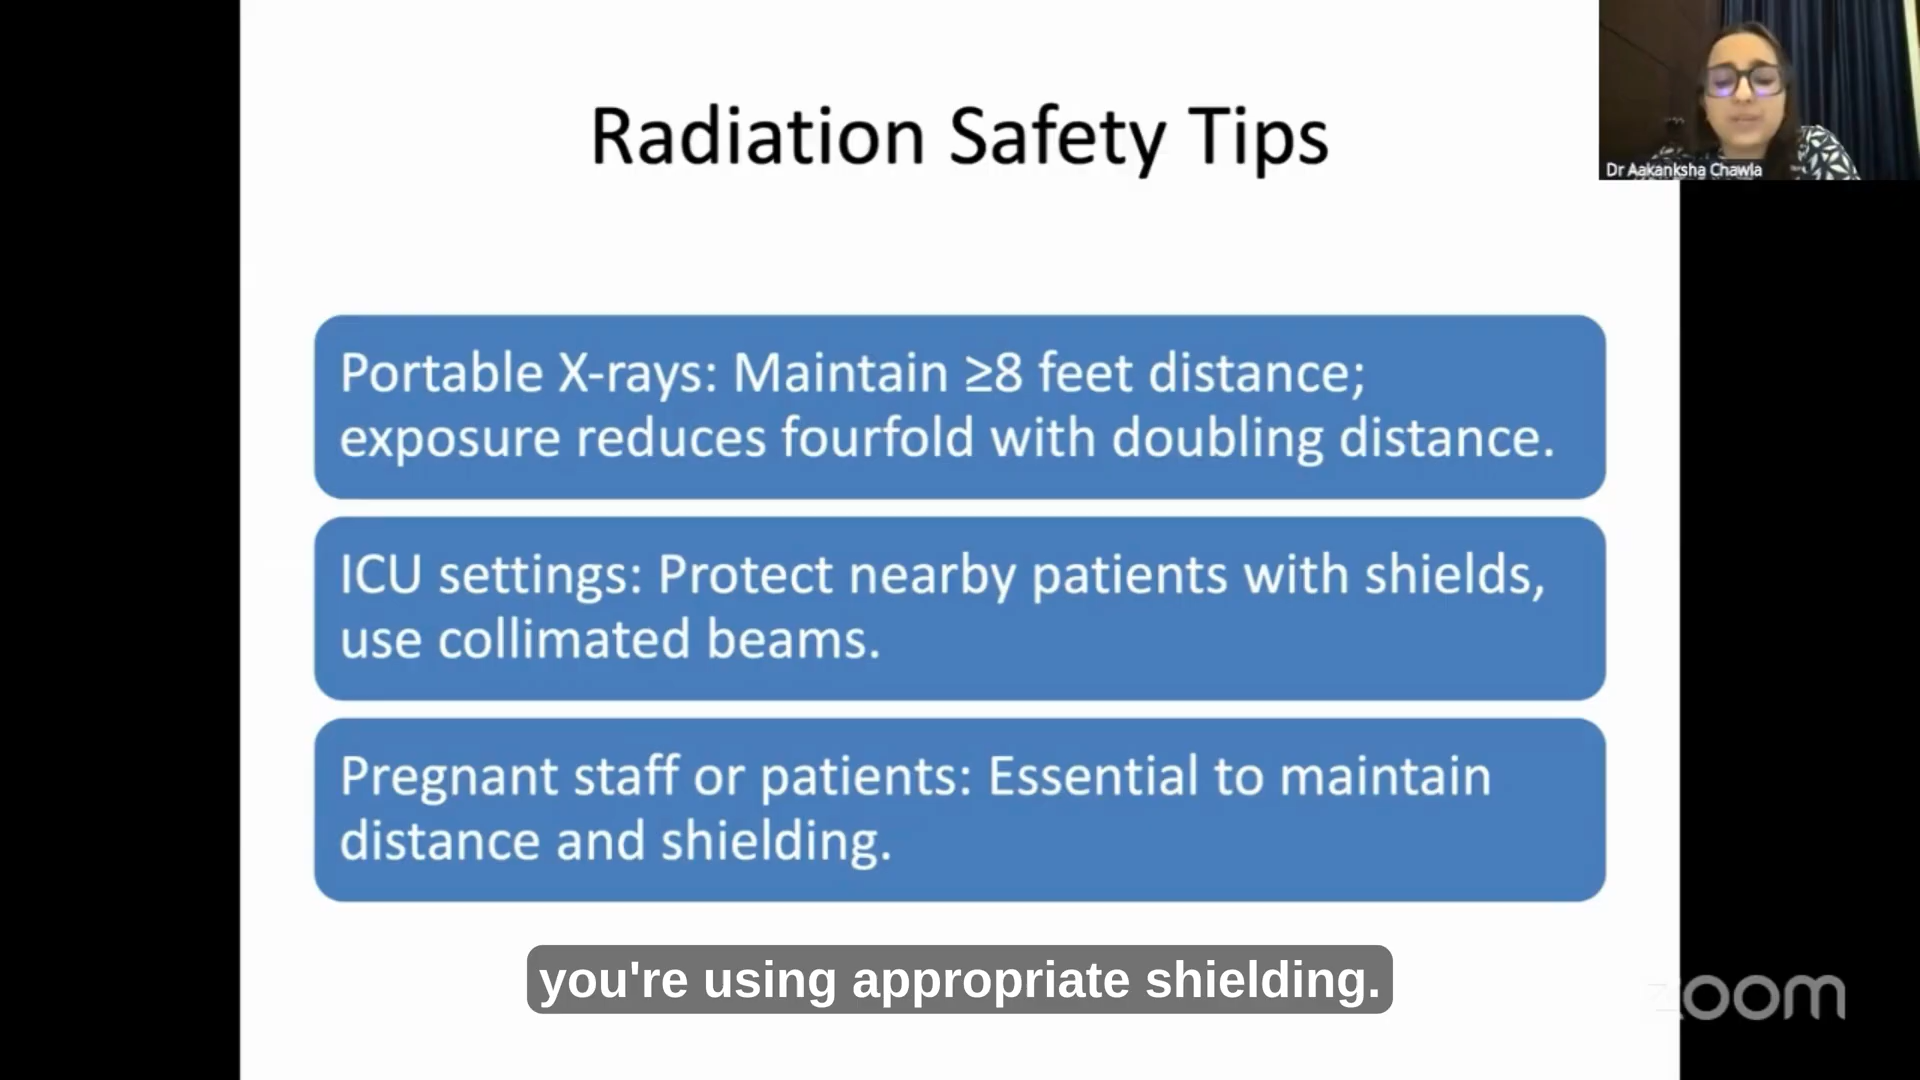 Radiation Safety Tips
Dr Aakanksha Chawla
Portable X-rays: Maintain ≥8 feet distance;
exposure reduces fourfold with doubling distance.
ICU settings: Protect nearby patients with shields,
use collimated beams.
Pregnant staff or patients: Essential to maintain
distance and shielding.
you're using appropriate shielding.
zoom